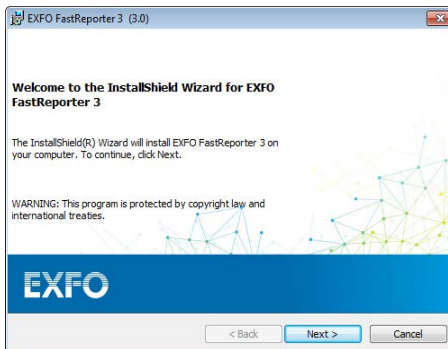 EXFO FastReporter 3 (3.0)
Welcome to the InstallShield Wizard for EXFO
FastReporter 3
The InstallShield(R) Wizard will install EXFO FastReporter 3 on
your computer. To continue, click Next.
WARNING: This program is protected by copyright law and
international treaties.
EXFO
< Back Next > Cancel